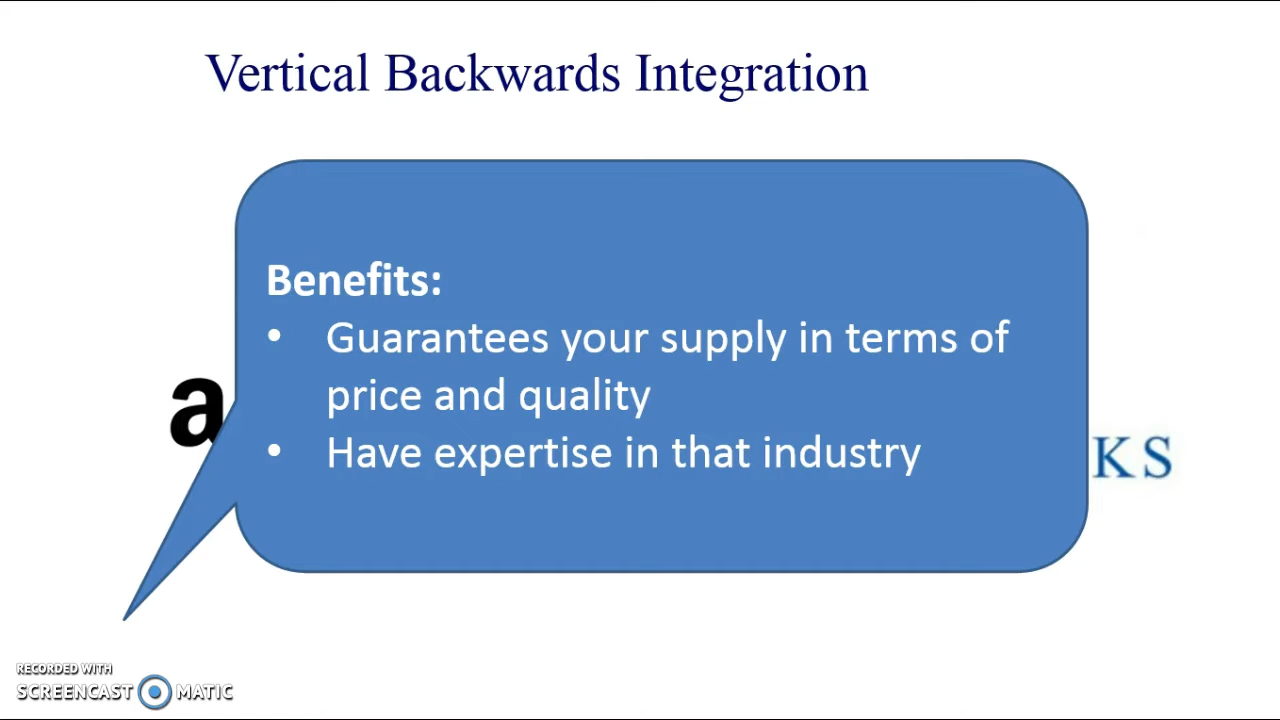 Vertical Backwards Integration
Benefits:
• Guarantees your supply in terms of
price and quality
• Have expertise in that industry
a
KS
RECORDED WITH
SCREENCAST MATIC